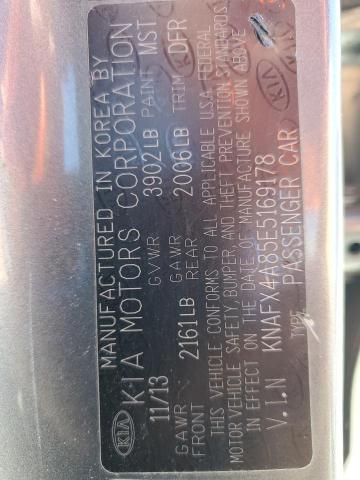 MANUFACTURED IN KOREA BY
KIA KIA MOTORS CORPORATION
11/13 GVWR 3902LB PAINT MST
GAWR FRONT 2161LB GAWR REAR 2006LB TRIM DFR
THIS VEHICLE CONFORMS TO ALL APPLICABLE U.S.A. FEDERAL
MOTOR VEHICLE SAFETY, BUMPER, AND THEFT PREVENTION STANDARDS
IN EFFECT ON THE DATE OF MANUFACTURE SHOWN ABOVE
V.I.N KNAFX4A85E5169178
TYPE: PASSENGER CAR
KIA